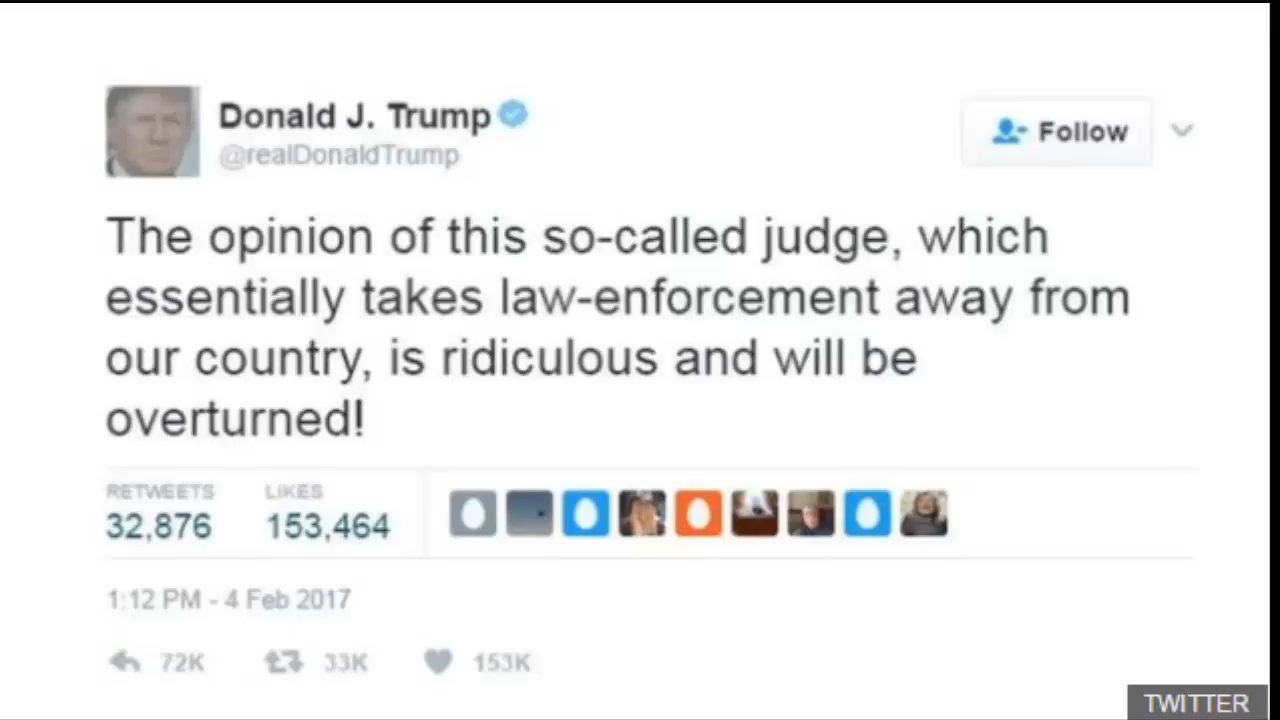 Donald J. Trump
@realDonaldTrump
Follow
The opinion of this so-called judge, which
essentially takes law-enforcement away from
our country, is ridiculous and will be
overturned!
RETWEETS LIKES
32,876 153,464
1:12 PM - 4 Feb 2017
72K 33K 153K
TWITTER